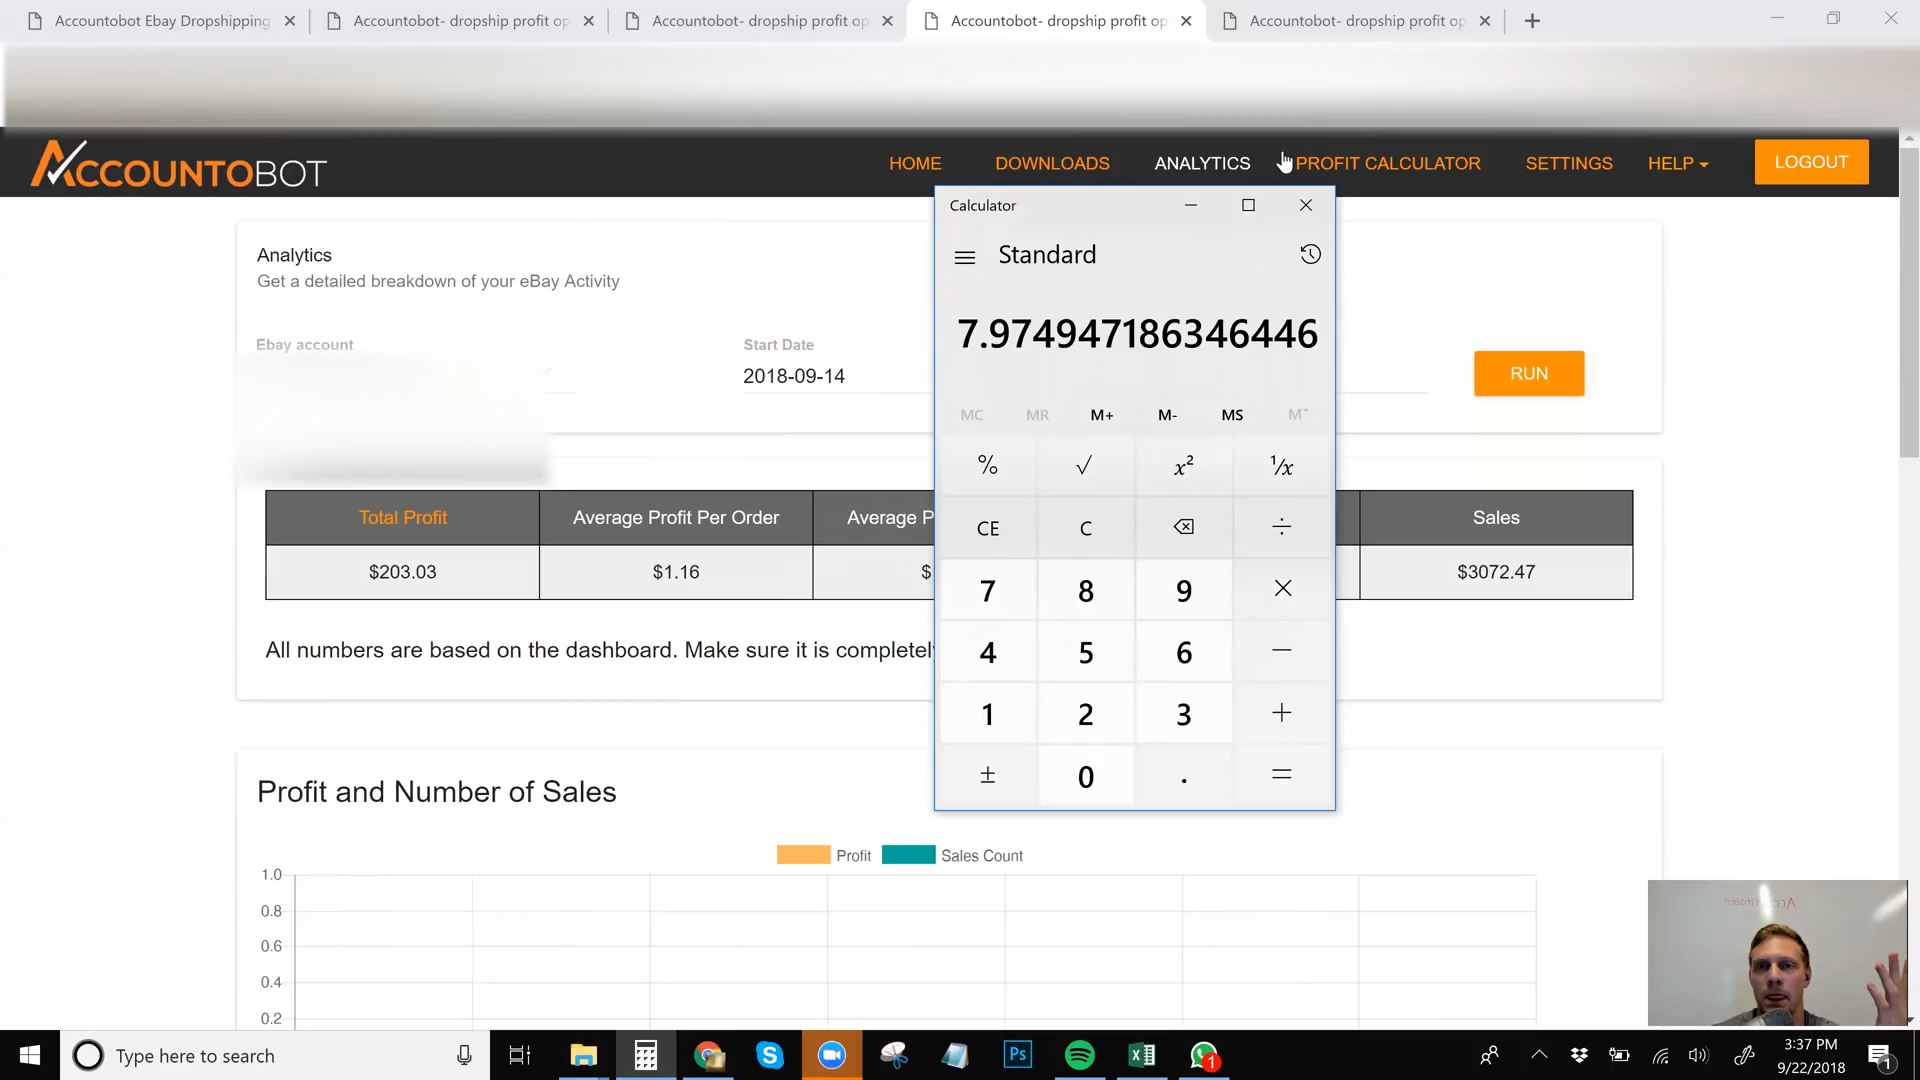 Accountobot Ebay Dropshipping
Accountobot- dropship profit op
Accountobot- dropship profit op
Accountobot- dropship profit op
Accountobot- dropship profit op
ACCOUNTOBOT
HOME
DOWNLOADS
ANALYTICS
PROFIT CALCULATOR
SETTINGS
HELP
LOGOUT
Analytics
Get a detailed breakdown of your eBay Activity
Ebay account
Start Date
2018-09-14
RUN
Calculator
Standard
7.974947186346446
MC MR M+ M- MS M˅
% √ x² ¹/x
CE C ÷
7 8 9 ×
4 5 6 −
1 2 3 +
± 0 . =
Total Profit
Average Profit Per Order
Average P
Sales
$203.03
$1.16
$
$3072.47
All numbers are based on the dashboard. Make sure it is completely
Profit and Number of Sales
Profit
Sales Count
1.0
0.8
0.6
0.4
0.2
Type here to search
Ps
1
3:37 PM
9/22/2018
1